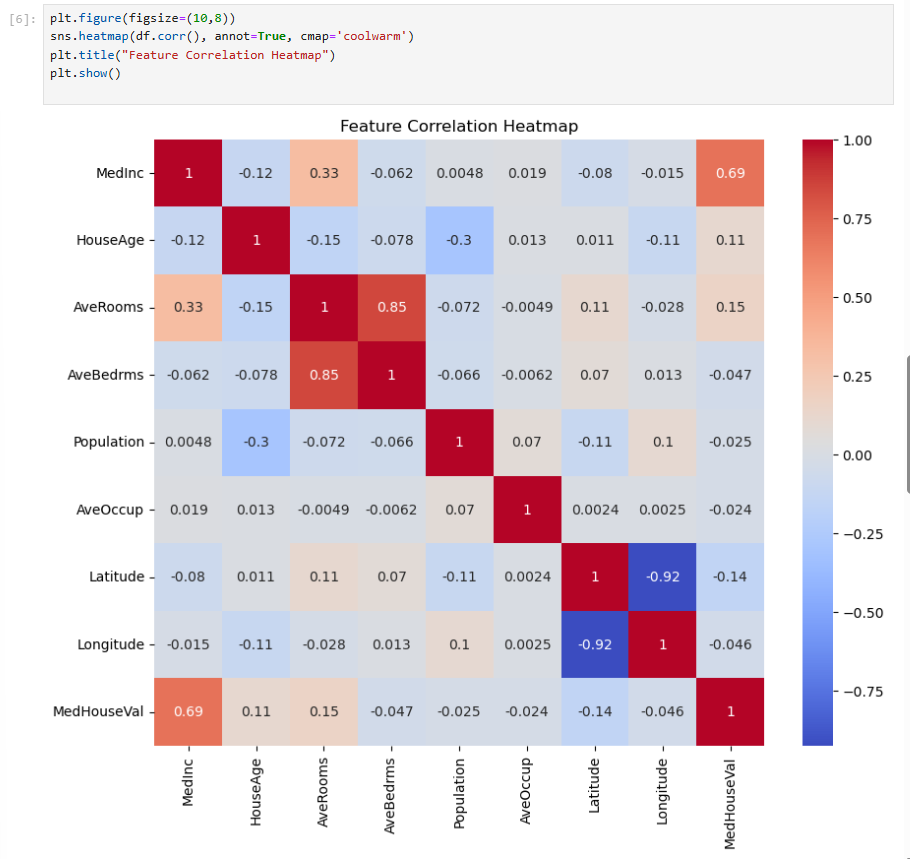 [6]:
plt.figure(figsize=(10,8))
sns.heatmap(df.corr(), annot=True, cmap='coolwarm')
plt.title("Feature Correlation Heatmap")
plt.show()
Feature Correlation Heatmap
MedInc 1 -0.12 0.33 -0.062 0.0048 0.019 -0.08 -0.015 0.69
HouseAge -0.12 1 -0.15 -0.078 -0.3 0.013 0.011 -0.11 0.11
AveRooms 0.33 -0.15 1 0.85 -0.072 -0.0049 0.11 -0.028 0.15
AveBedrms -0.062 -0.078 0.85 1 -0.066 -0.0062 0.07 0.013 -0.047
Population 0.0048 -0.3 -0.072 -0.066 1 0.07 -0.11 0.1 -0.025
AveOccup 0.019 0.013 -0.0049 -0.0062 0.07 1 0.0024 0.0025 -0.024
Latitude -0.08 0.011 0.11 0.07 -0.11 0.0024 1 -0.92 -0.14
Longitude -0.015 -0.11 -0.028 0.013 0.1 0.0025 -0.92 1 -0.046
MedHouseVal 0.69 0.11 0.15 -0.047 -0.025 -0.024 -0.14 -0.046 1
MedInc
HouseAge
AveRooms
AveBedrms
Population
AveOccup
Latitude
Longitude
MedHouseVal
1.00
0.75
0.50
0.25
0.00
−0.25
−0.50
−0.75